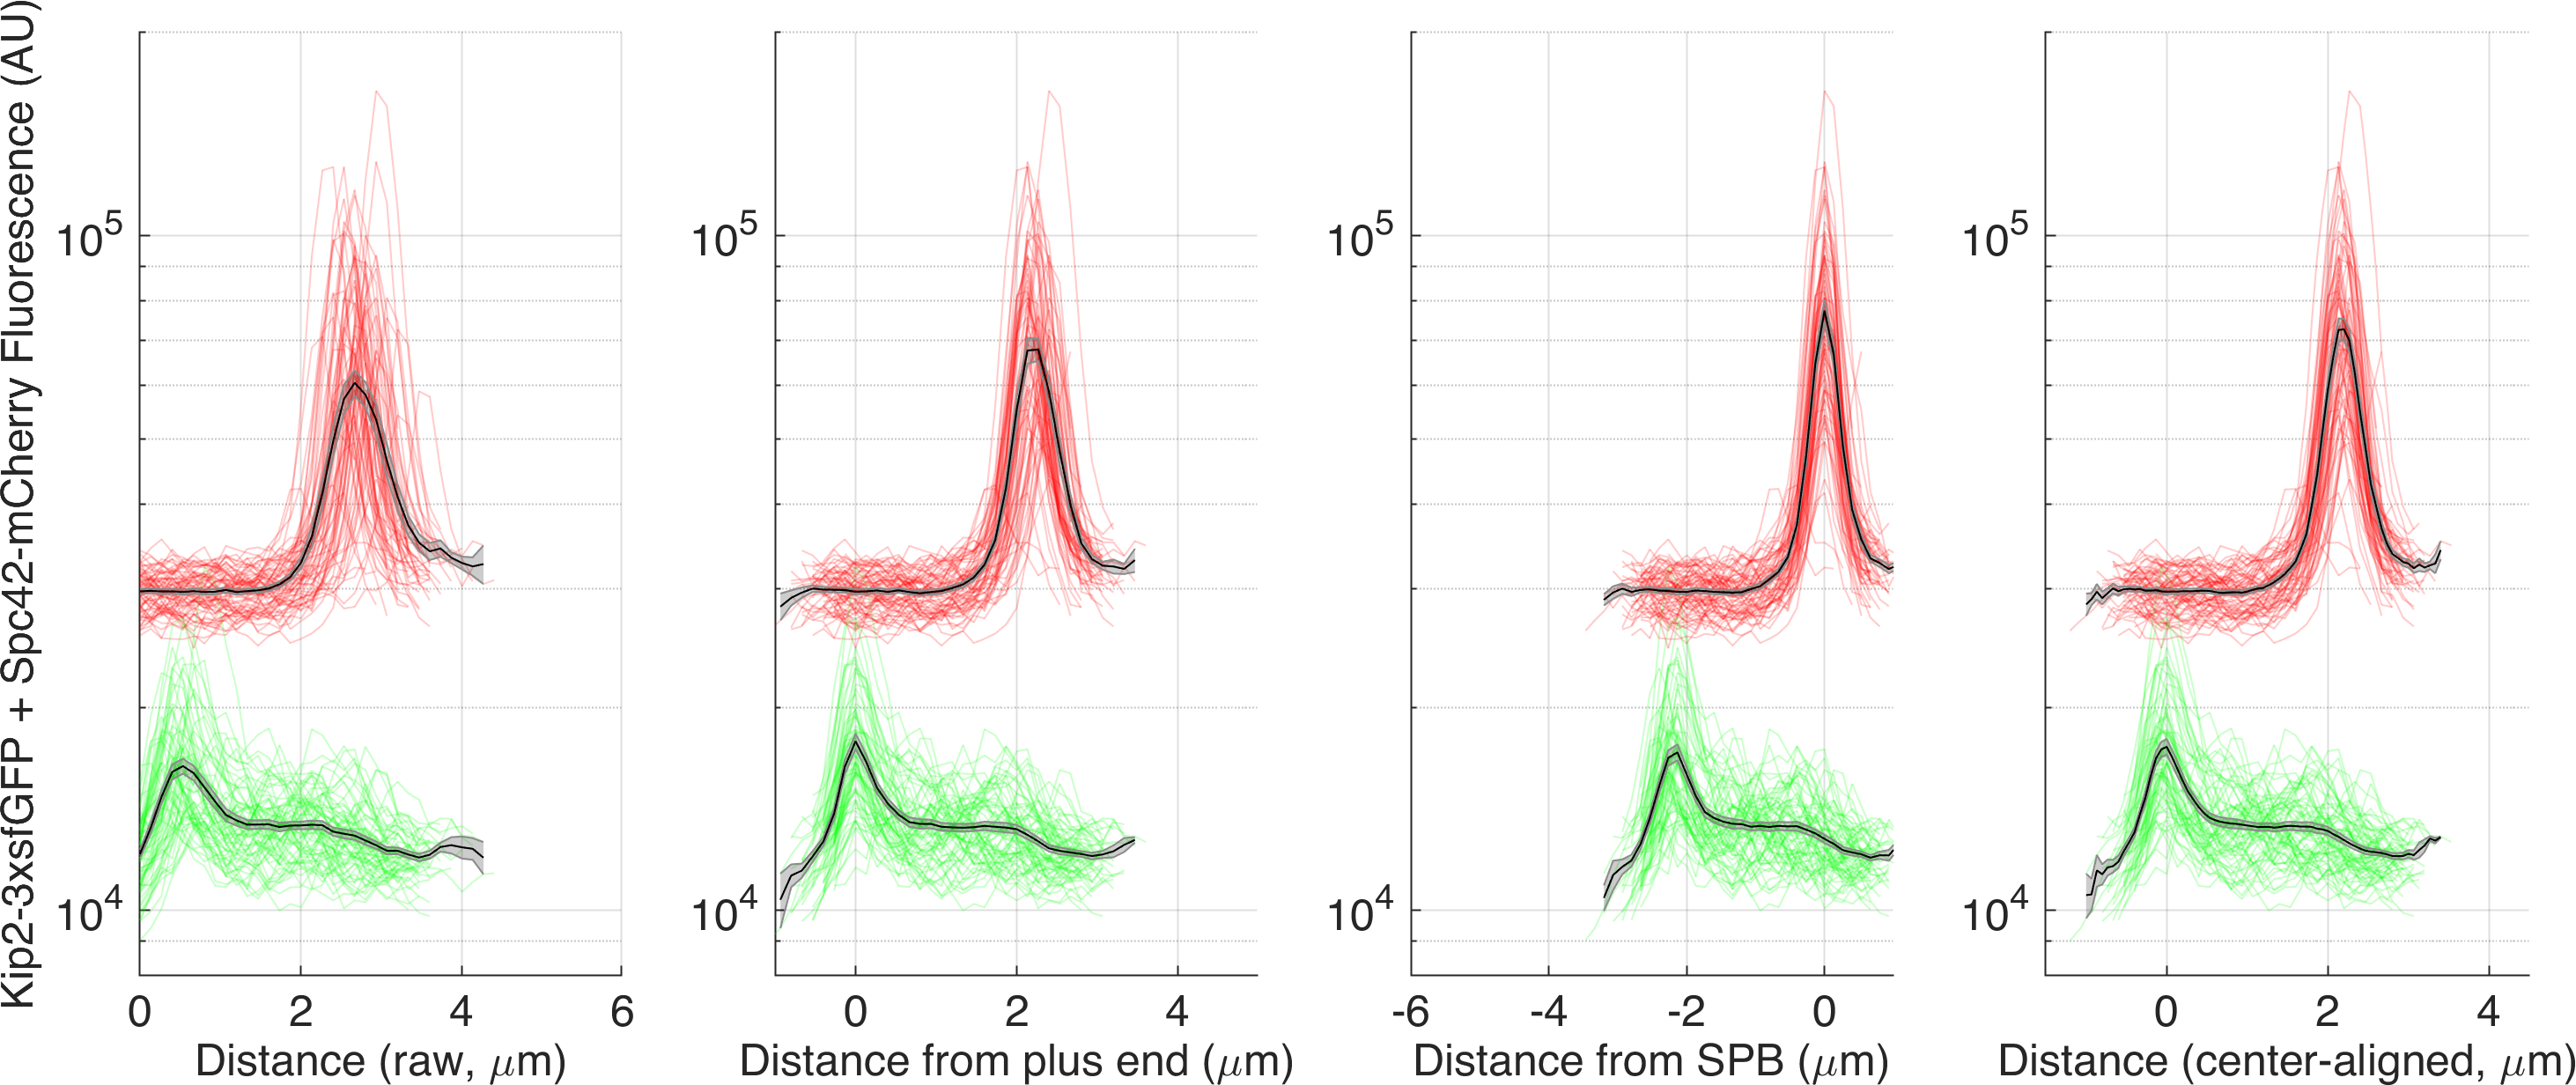 Kip2-3xsfGFP + Spc42-mCherry Fluorescence (AU)
10^5
10^4
0 2 4 6
Distance (raw, μm)
10^5
10^4
0 2 4
Distance from plus end (μm)
10^5
10^4
-6 -4 -2 0
Distance from SPB (μm)
10^5
10^4
0 2 4
Distance (center-aligned, μm)